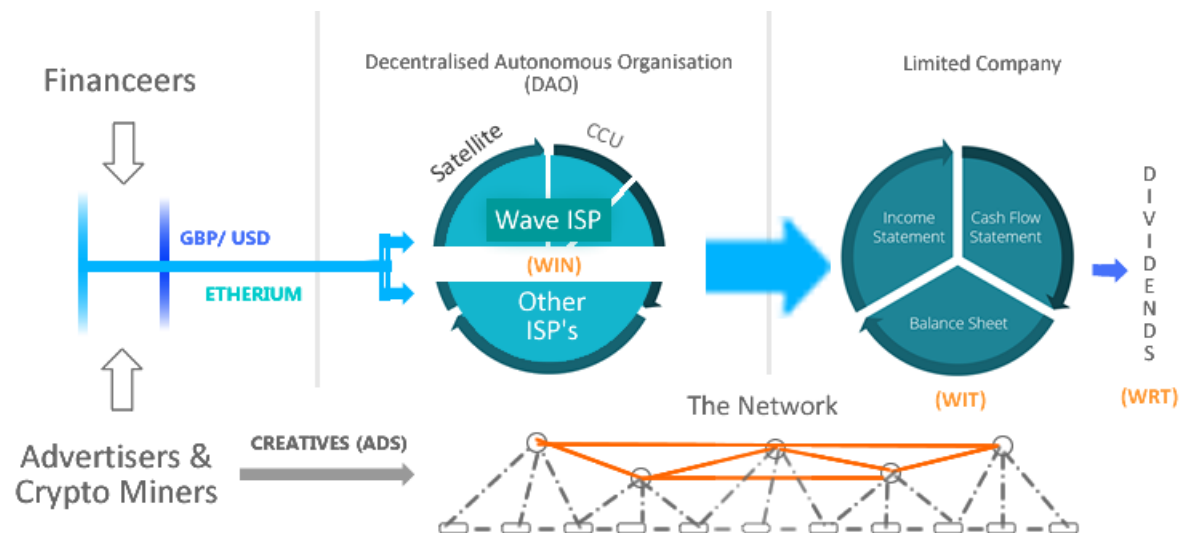 Financeers
GBP/ USD
ETHERIUM
Advertisers &
Crypto Miners
CREATIVES (ADS)
Decentralised Autonomous Organisation
(DAO)
Satellite
CCU
Wave ISP
(WIN)
Other
ISP's
The Network
Limited Company
Income
Statement
Cash Flow
Statement
Balance Sheet
(WIT)
DIVIDENDS
(WRT)